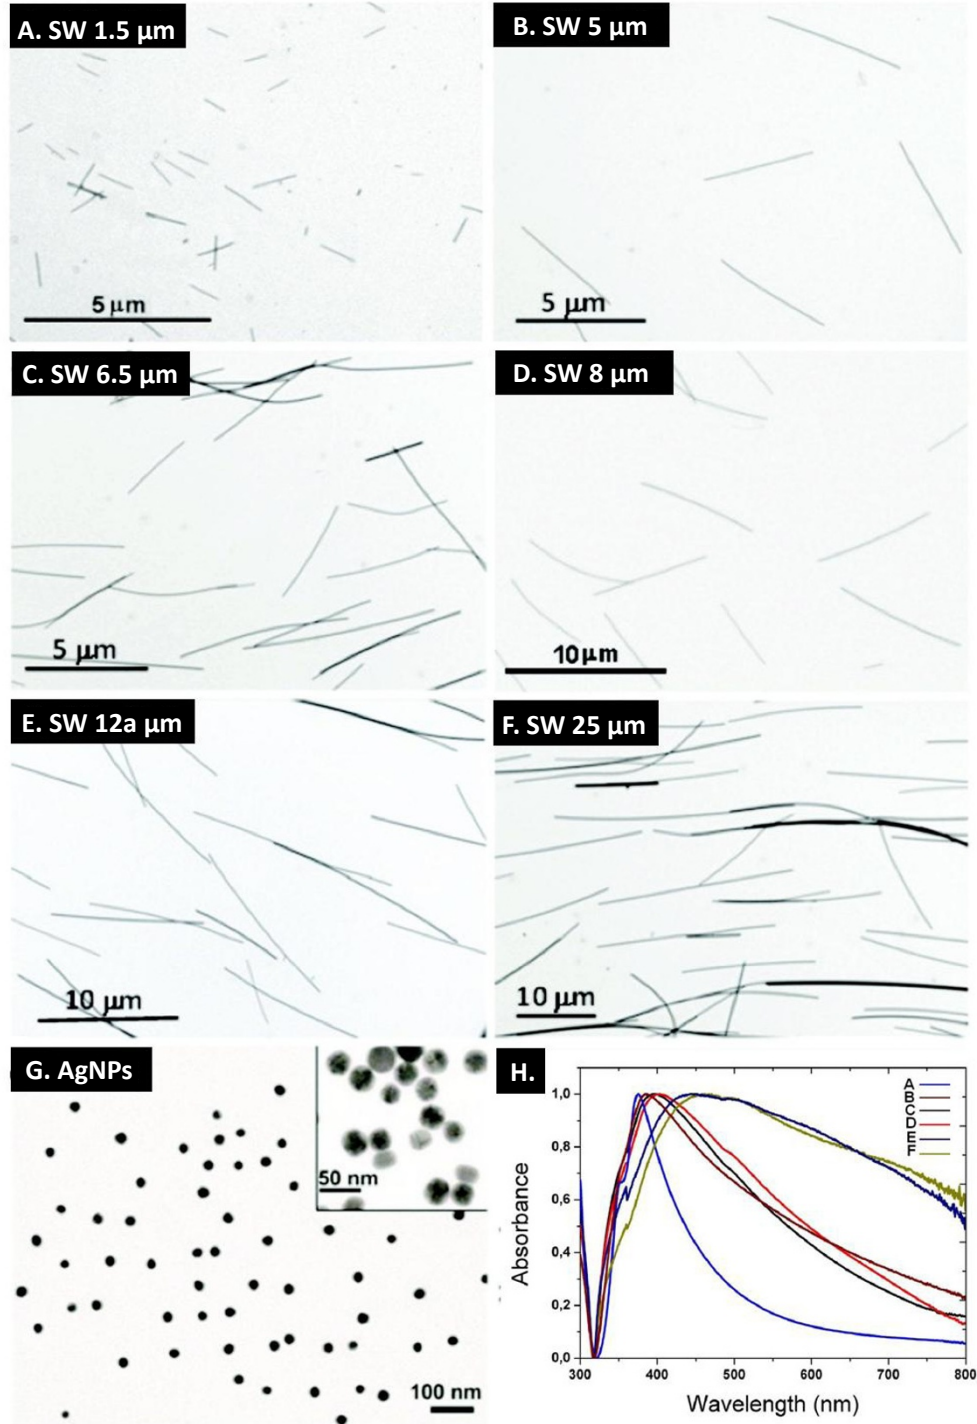 A. SW 1.5 µm
B. SW 5 µm
5 µm
5 µm
C. SW 6.5 µm
D. SW 8 µm
5 µm
10 µm
E. SW 12a µm
F. SW 25 µm
10 µm
10 µm
G. AgNPs
H.
50 nm
100 nm
A
B
C
D
E
F
1,0
0,8
0,6
0,4
0,2
0,0
Absorbance
300 400 500 600 700 800
Wavelength (nm)